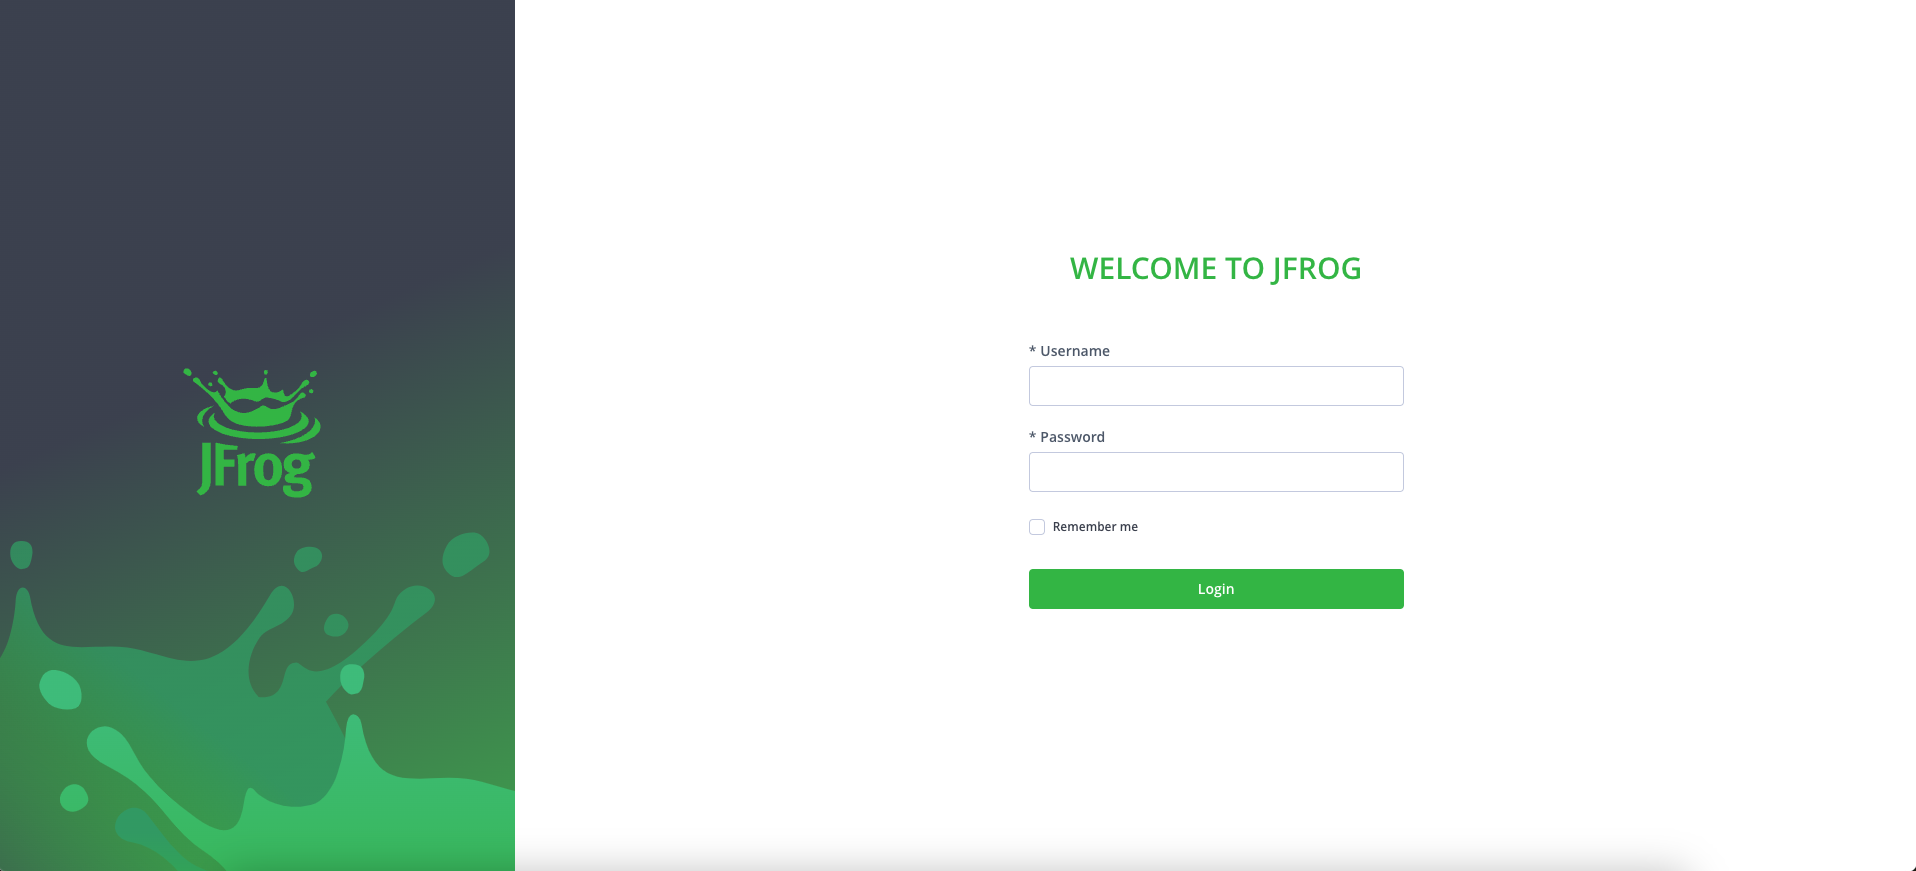 JFrog
WELCOME TO JFROG
* Username
* Password
Remember me
Login